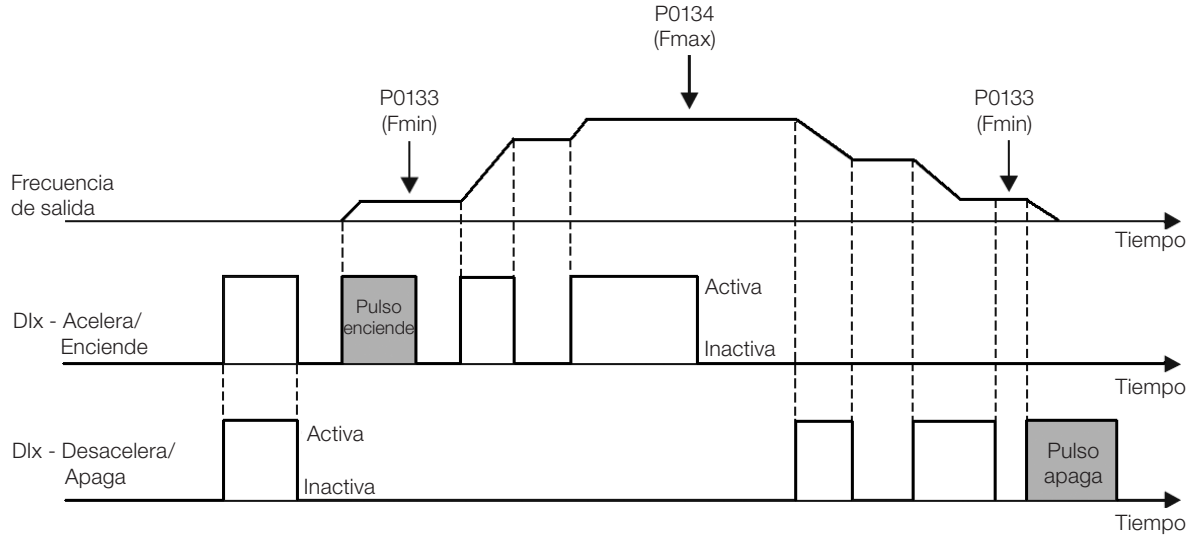 P0134
(Fmax)
P0133
(Fmin)
P0133
(Fmin)
Frecuencia
de salida
Tiempo
DIx - Acelera/
Enciende
Pulso
enciende
Activa
Inactiva
Tiempo
DIx - Desacelera/
Apaga
Activa
Inactiva
Pulso
apaga
Tiempo